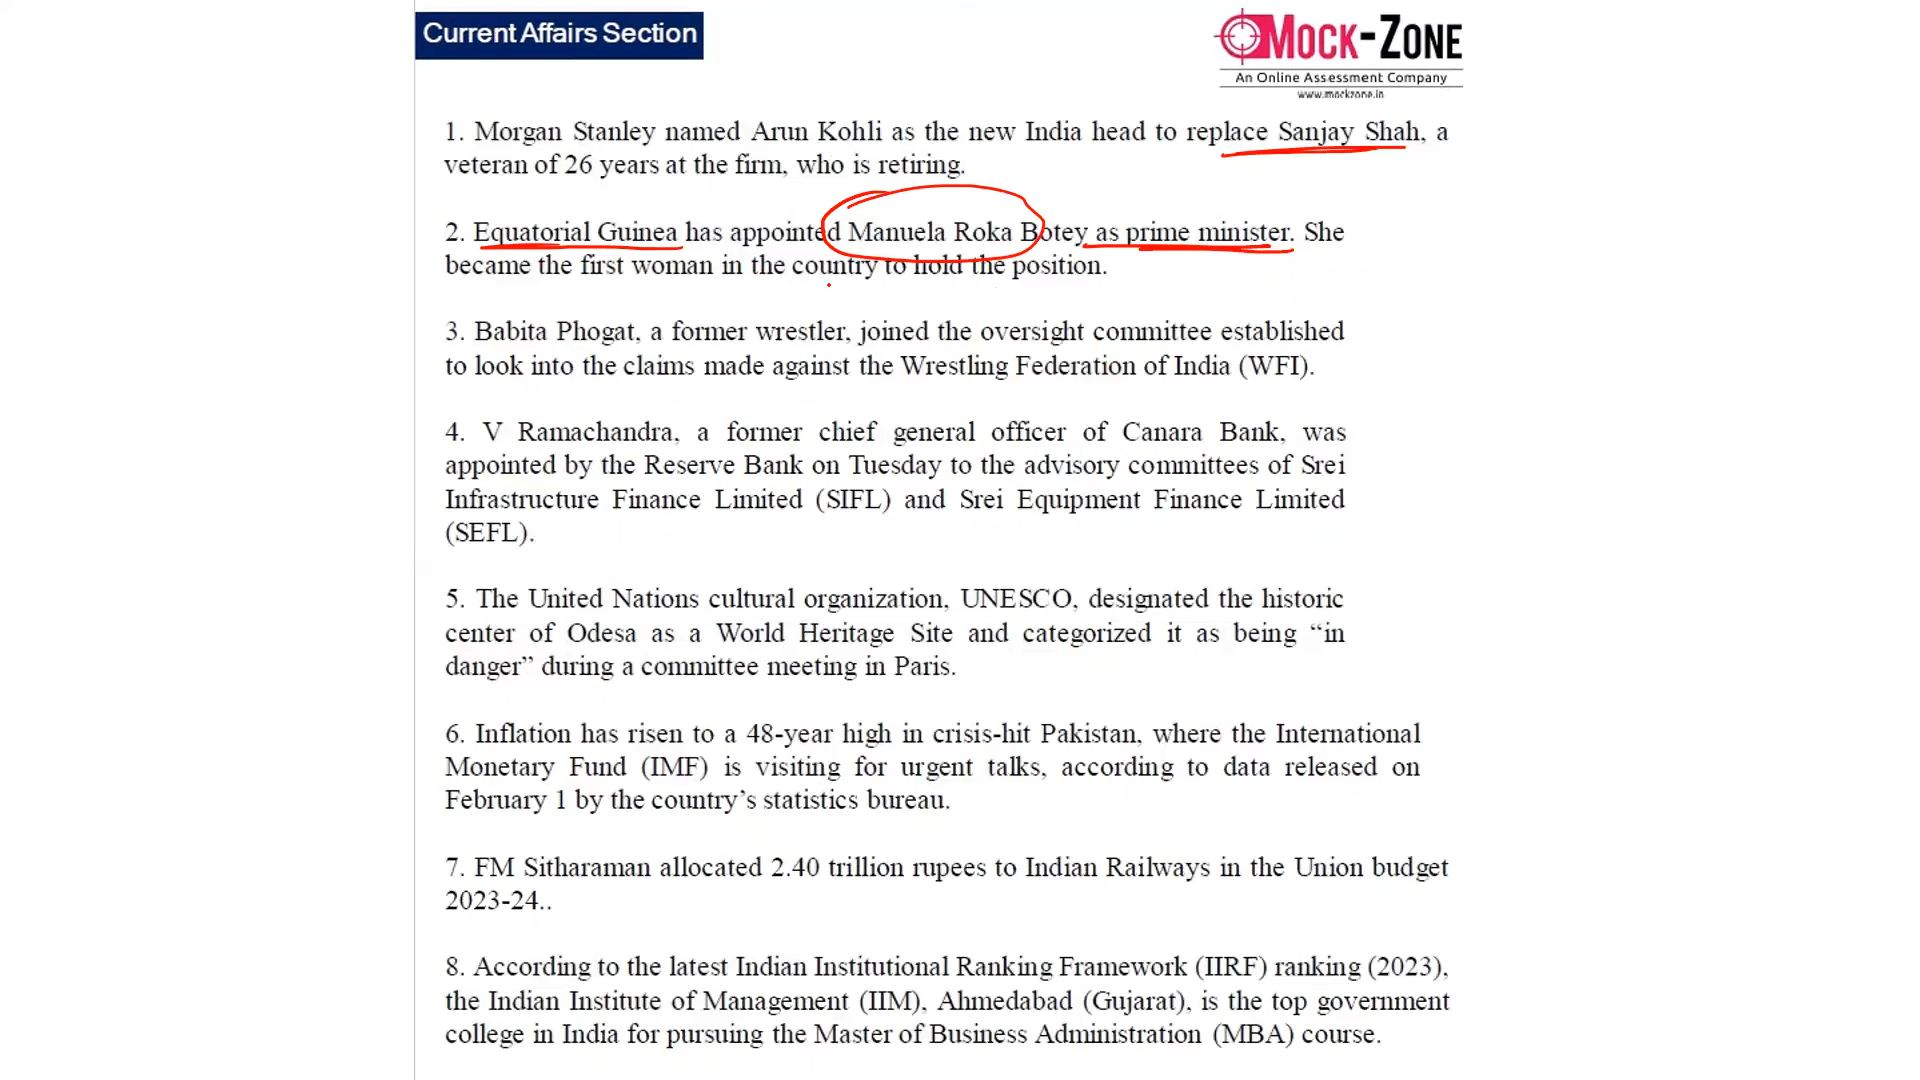 Current Affairs Section
MOCK-ZONE
An Online Assessment Company
www.mockzone.in
1. Morgan Stanley named Arun Kohli as the new India head to replace Sanjay Shah, a
veteran of 26 years at the firm, who is retiring.
2. Equatorial Guinea has appointed Manuela Roka Botey as prime minister. She
became the first woman in the country to hold the position.
3. Babita Phogat, a former wrestler, joined the oversight committee established
to look into the claims made against the Wrestling Federation of India (WFI).
4. V Ramachandra, a former chief general officer of Canara Bank, was
appointed by the Reserve Bank on Tuesday to the advisory committees of Srei
Infrastructure Finance Limited (SIFL) and Srei Equipment Finance Limited
(SEFL).
5. The United Nations cultural organization, UNESCO, designated the historic
center of Odesa as a World Heritage Site and categorized it as being “in
danger” during a committee meeting in Paris.
6. Inflation has risen to a 48-year high in crisis-hit Pakistan, where the International
Monetary Fund (IMF) is visiting for urgent talks, according to data released on
February 1 by the country’s statistics bureau.
7. FM Sitharaman allocated 2.40 trillion rupees to Indian Railways in the Union budget
2023-24..
8. According to the latest Indian Institutional Ranking Framework (IIRF) ranking (2023),
the Indian Institute of Management (IIM), Ahmedabad (Gujarat), is the top government
college in India for pursuing the Master of Business Administration (MBA) course.